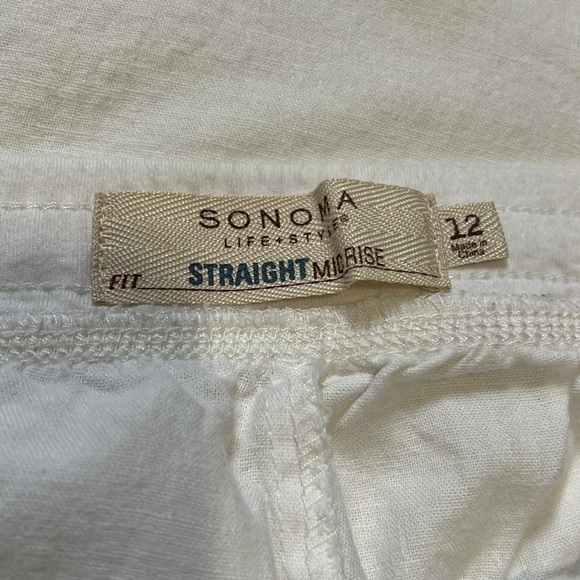 SONOMA
LIFE+STYLE®
FIT STRAIGHT MID RISE
12
Made in
China